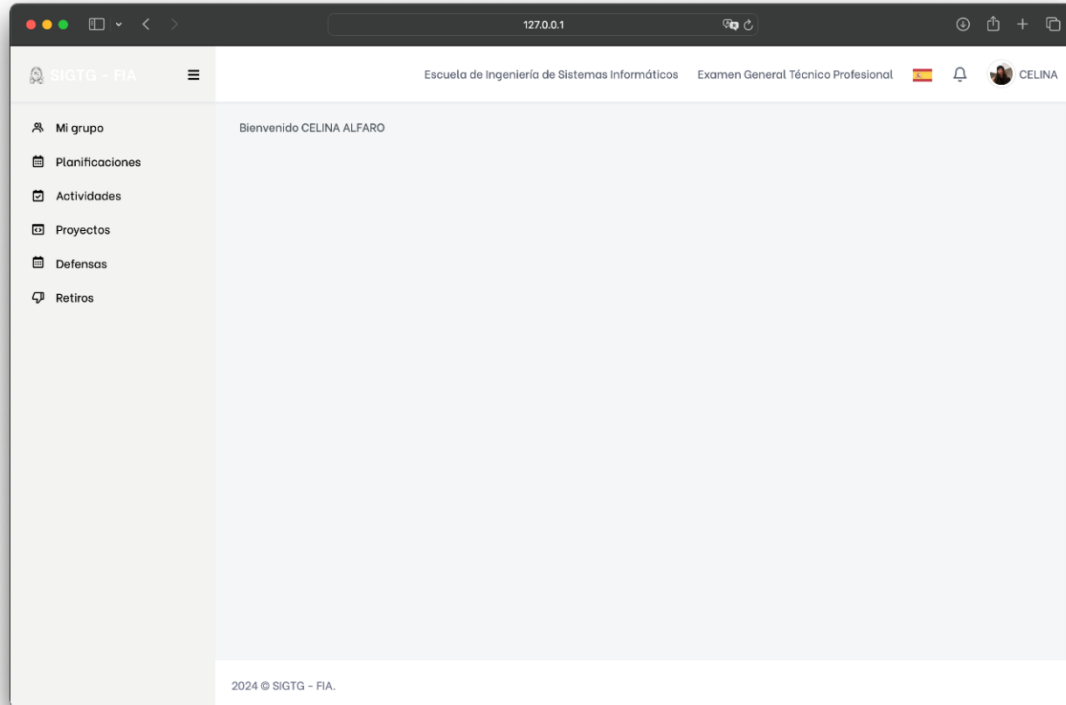 127.0.0.1
SIGTG - FIA
Escuela de Ingeniería de Sistemas Informáticos Examen General Técnico Profesional CELINA
Mi grupo
Planificaciones
Actividades
Proyectos
Defensas
Retiros
Bienvenido CELINA ALFARO
2024 © SIGTG - FIA.